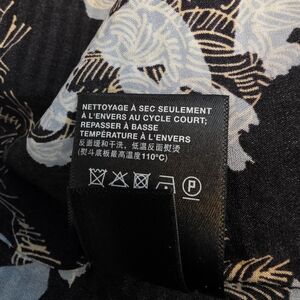 NETTOYAGE À SEC SEULEMENT
À L'ENVERS AU CYCLE COURT;
REPASSER À BASSE
TEMPÉRATURE À L'ENVERS
反面缓和干洗，低温反面熨烫
(熨斗底板最高温度110°C)
P